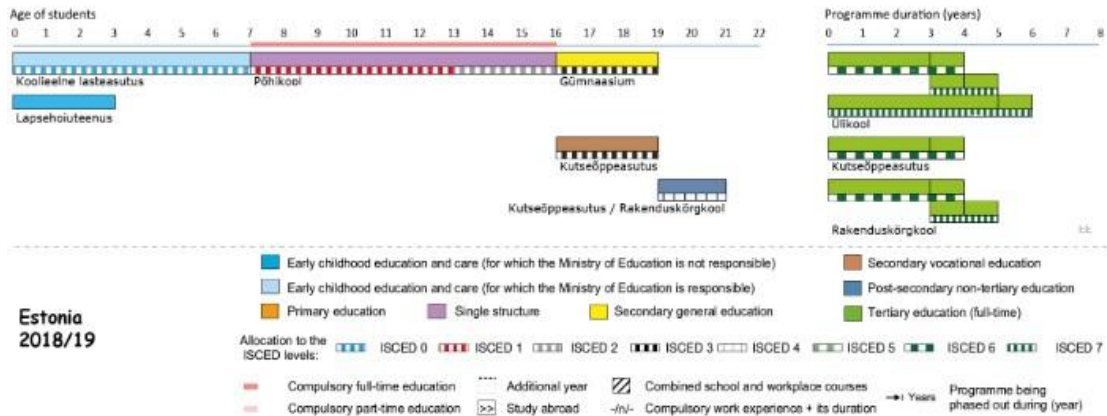 Age of students
Programme duration (years)
0 1 2 3 4 5 6 7 8 9 10 11 12 13 14 15 16 17 18 19 20 21 22
0 1 2 3 4 5 6 7 8
Koolieelne lasteasutus
Põhikool
Gümnaasium
Lapsehoiuteenus
Ülikool
Kutseõppeasutus
Kutseõppeasutus
Kutseõppeasutus / Rakenduskõrgkool
Rakenduskõrgkool
Early childhood education and care (for which the Ministry of Education is not responsible)
Secondary vocational education
Early childhood education and care (for which the Ministry of Education is responsible)
Post-secondary non-tertiary education
Primary education
Single structure
Secondary general education
Tertiary education (full-time)
Estonia
2018/19
Allocation to the
ISCED levels:
ISCED 0
ISCED 1
ISCED 2
ISCED 3
ISCED 4
ISCED 5
ISCED 6
ISCED 7
Compulsory full-time education
Additional year
Combined school and workplace courses
Years
Programme being
phased out during (year)
Compulsory part-time education
>> Study abroad
-/n/- Compulsory work experience + its duration